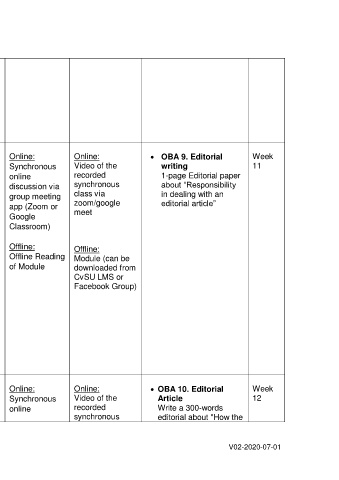 Online:
Synchronous
online
discussion via
group meeting
app (Zoom or
Google
Classroom)
Offline:
Offline Reading
of Module
Online:
Video of the
recorded
synchronous
class via
zoom/google
meet
Offline:
Module (can be
downloaded from
CvSU LMS or
Facebook Group)
• OBA 9. Editorial
writing
1-page Editorial paper
about "Responsibility
in dealing with an
editorial article"
Week
11
Online:
Synchronous
online
Online:
Video of the
recorded
synchronous
• OBA 10. Editorial
Article
Write a 300-words
editorial about "How the
Week
12
V02-2020-07-01